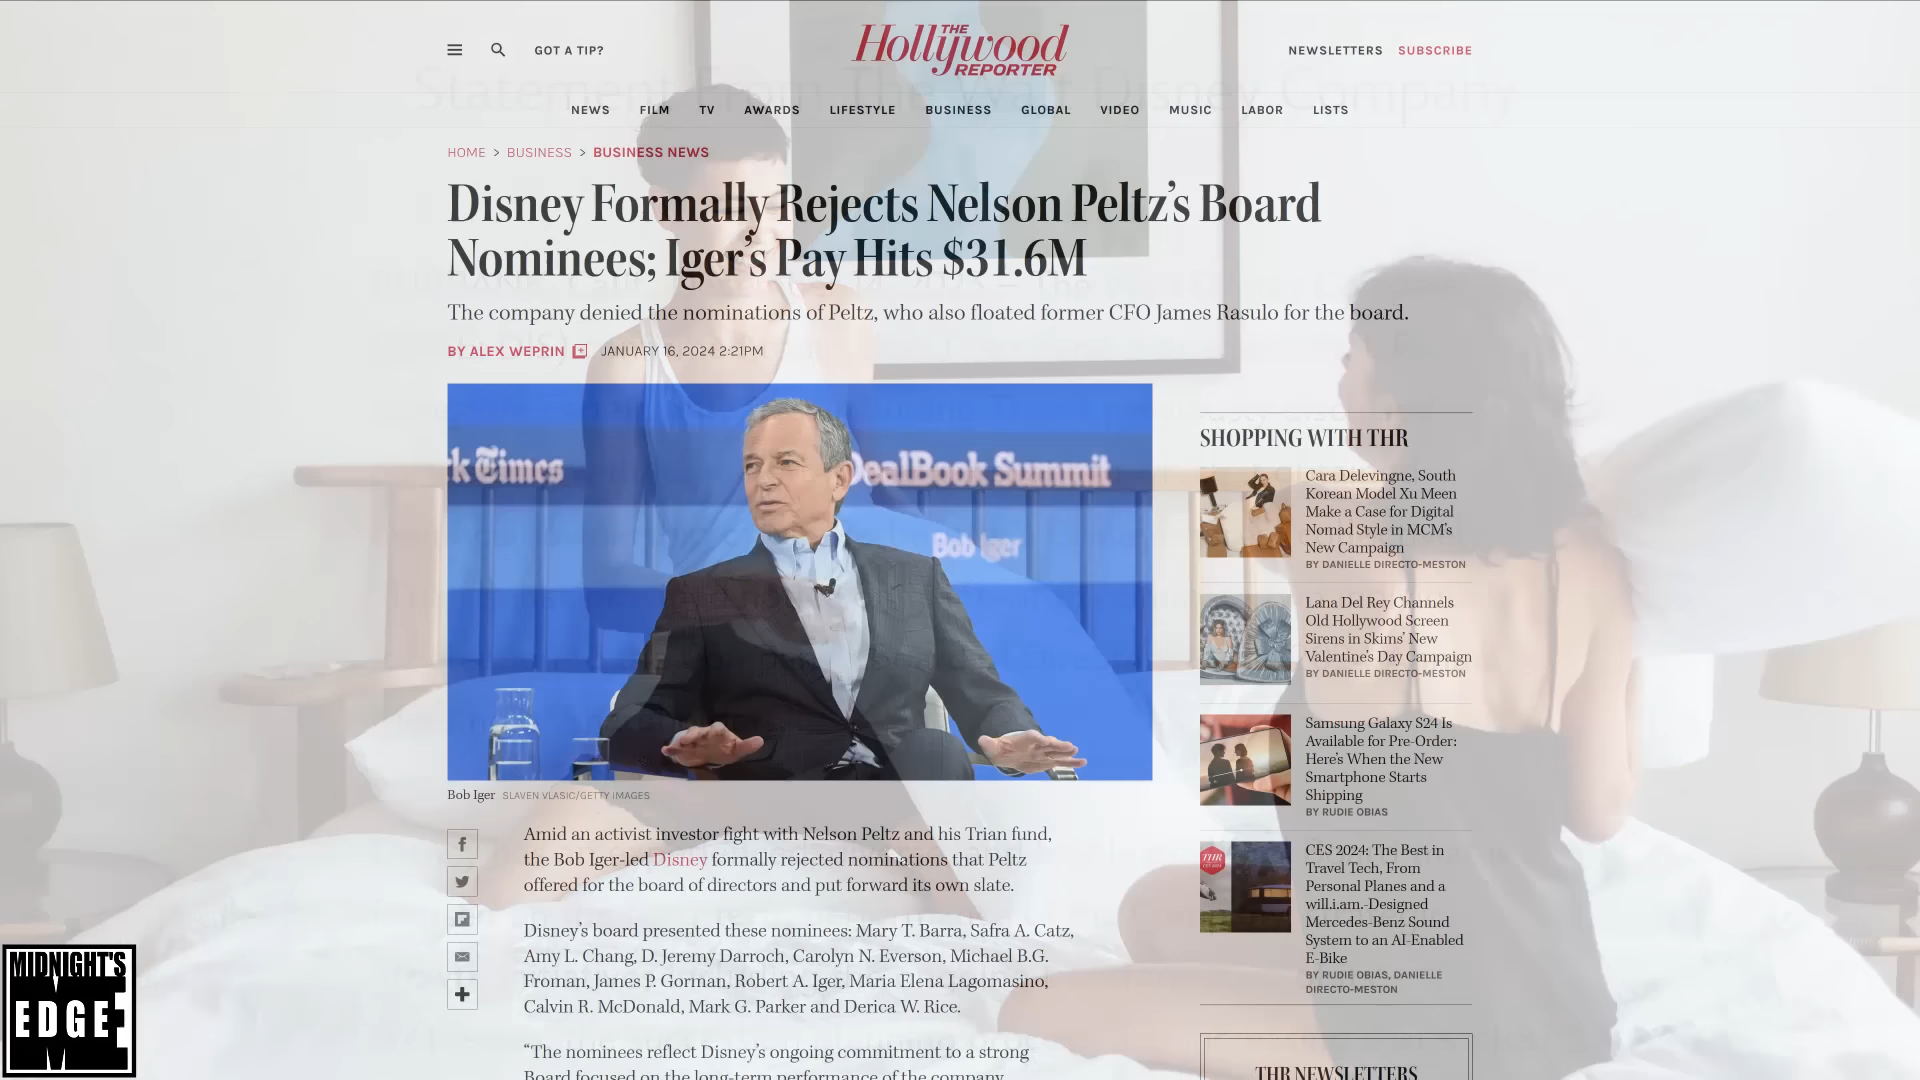 GOT A TIP?
THE
Hollywood
REPORTER
NEWSLETTERS SUBSCRIBE
Statement From The Walt Disney Company
NEWS FILM TV AWARDS LIFESTYLE BUSINESS GLOBAL VIDEO MUSIC LABOR LISTS
HOME > BUSINESS > BUSINESS NEWS
Disney Formally Rejects Nelson Peltz’s Board
Nominees; Iger’s Pay Hits $31.6M
The company denied the nominations of Peltz, who also floated former CFO James Rasulo for the board.
BY ALEX WEPRIN JANUARY 16, 2024 2:21PM
k Times
DealBook Summit
Bob Iger
Bob Iger SLAVEN VLASIC/GETTY IMAGES
Amid an activist investor fight with Nelson Peltz and his Trian fund,
the Bob Iger-led Disney formally rejected nominations that Peltz
offered for the board of directors and put forward its own slate.
Disney’s board presented these nominees: Mary T. Barra, Safra A. Catz,
Amy L. Chang, D. Jeremy Darroch, Carolyn N. Everson, Michael B.G.
Froman, James P. Gorman, Robert A. Iger, Maria Elena Lagomasino,
Calvin R. McDonald, Mark G. Parker and Derica W. Rice.
“The nominees reflect Disney’s ongoing commitment to a strong
Board focused on the long-term performance of the company,
SHOPPING WITH THR
Cara Delevingne, South
Korean Model Xu Meen
Make a Case for Digital
Nomad Style in MCM’s
New Campaign
BY DANIELLE DIRECTO-MESTON
Lana Del Rey Channels
Old Hollywood Screen
Sirens in Skims’ New
Valentine’s Day Campaign
BY DANIELLE DIRECTO-MESTON
Samsung Galaxy S24 Is
Available for Pre-Order:
Here’s When the New
Smartphone Starts
Shipping
BY RUDIE OBIAS
THR
CES 2024: The Best in
Travel Tech, From
Personal Planes and a
will.i.am.-Designed
Mercedes-Benz Sound
System to an AI-Enabled
E-Bike
BY RUDIE OBIAS, DANIELLE
DIRECTO-MESTON
THR NEWSLETTERS
MIDNIGHT'S
EDGE